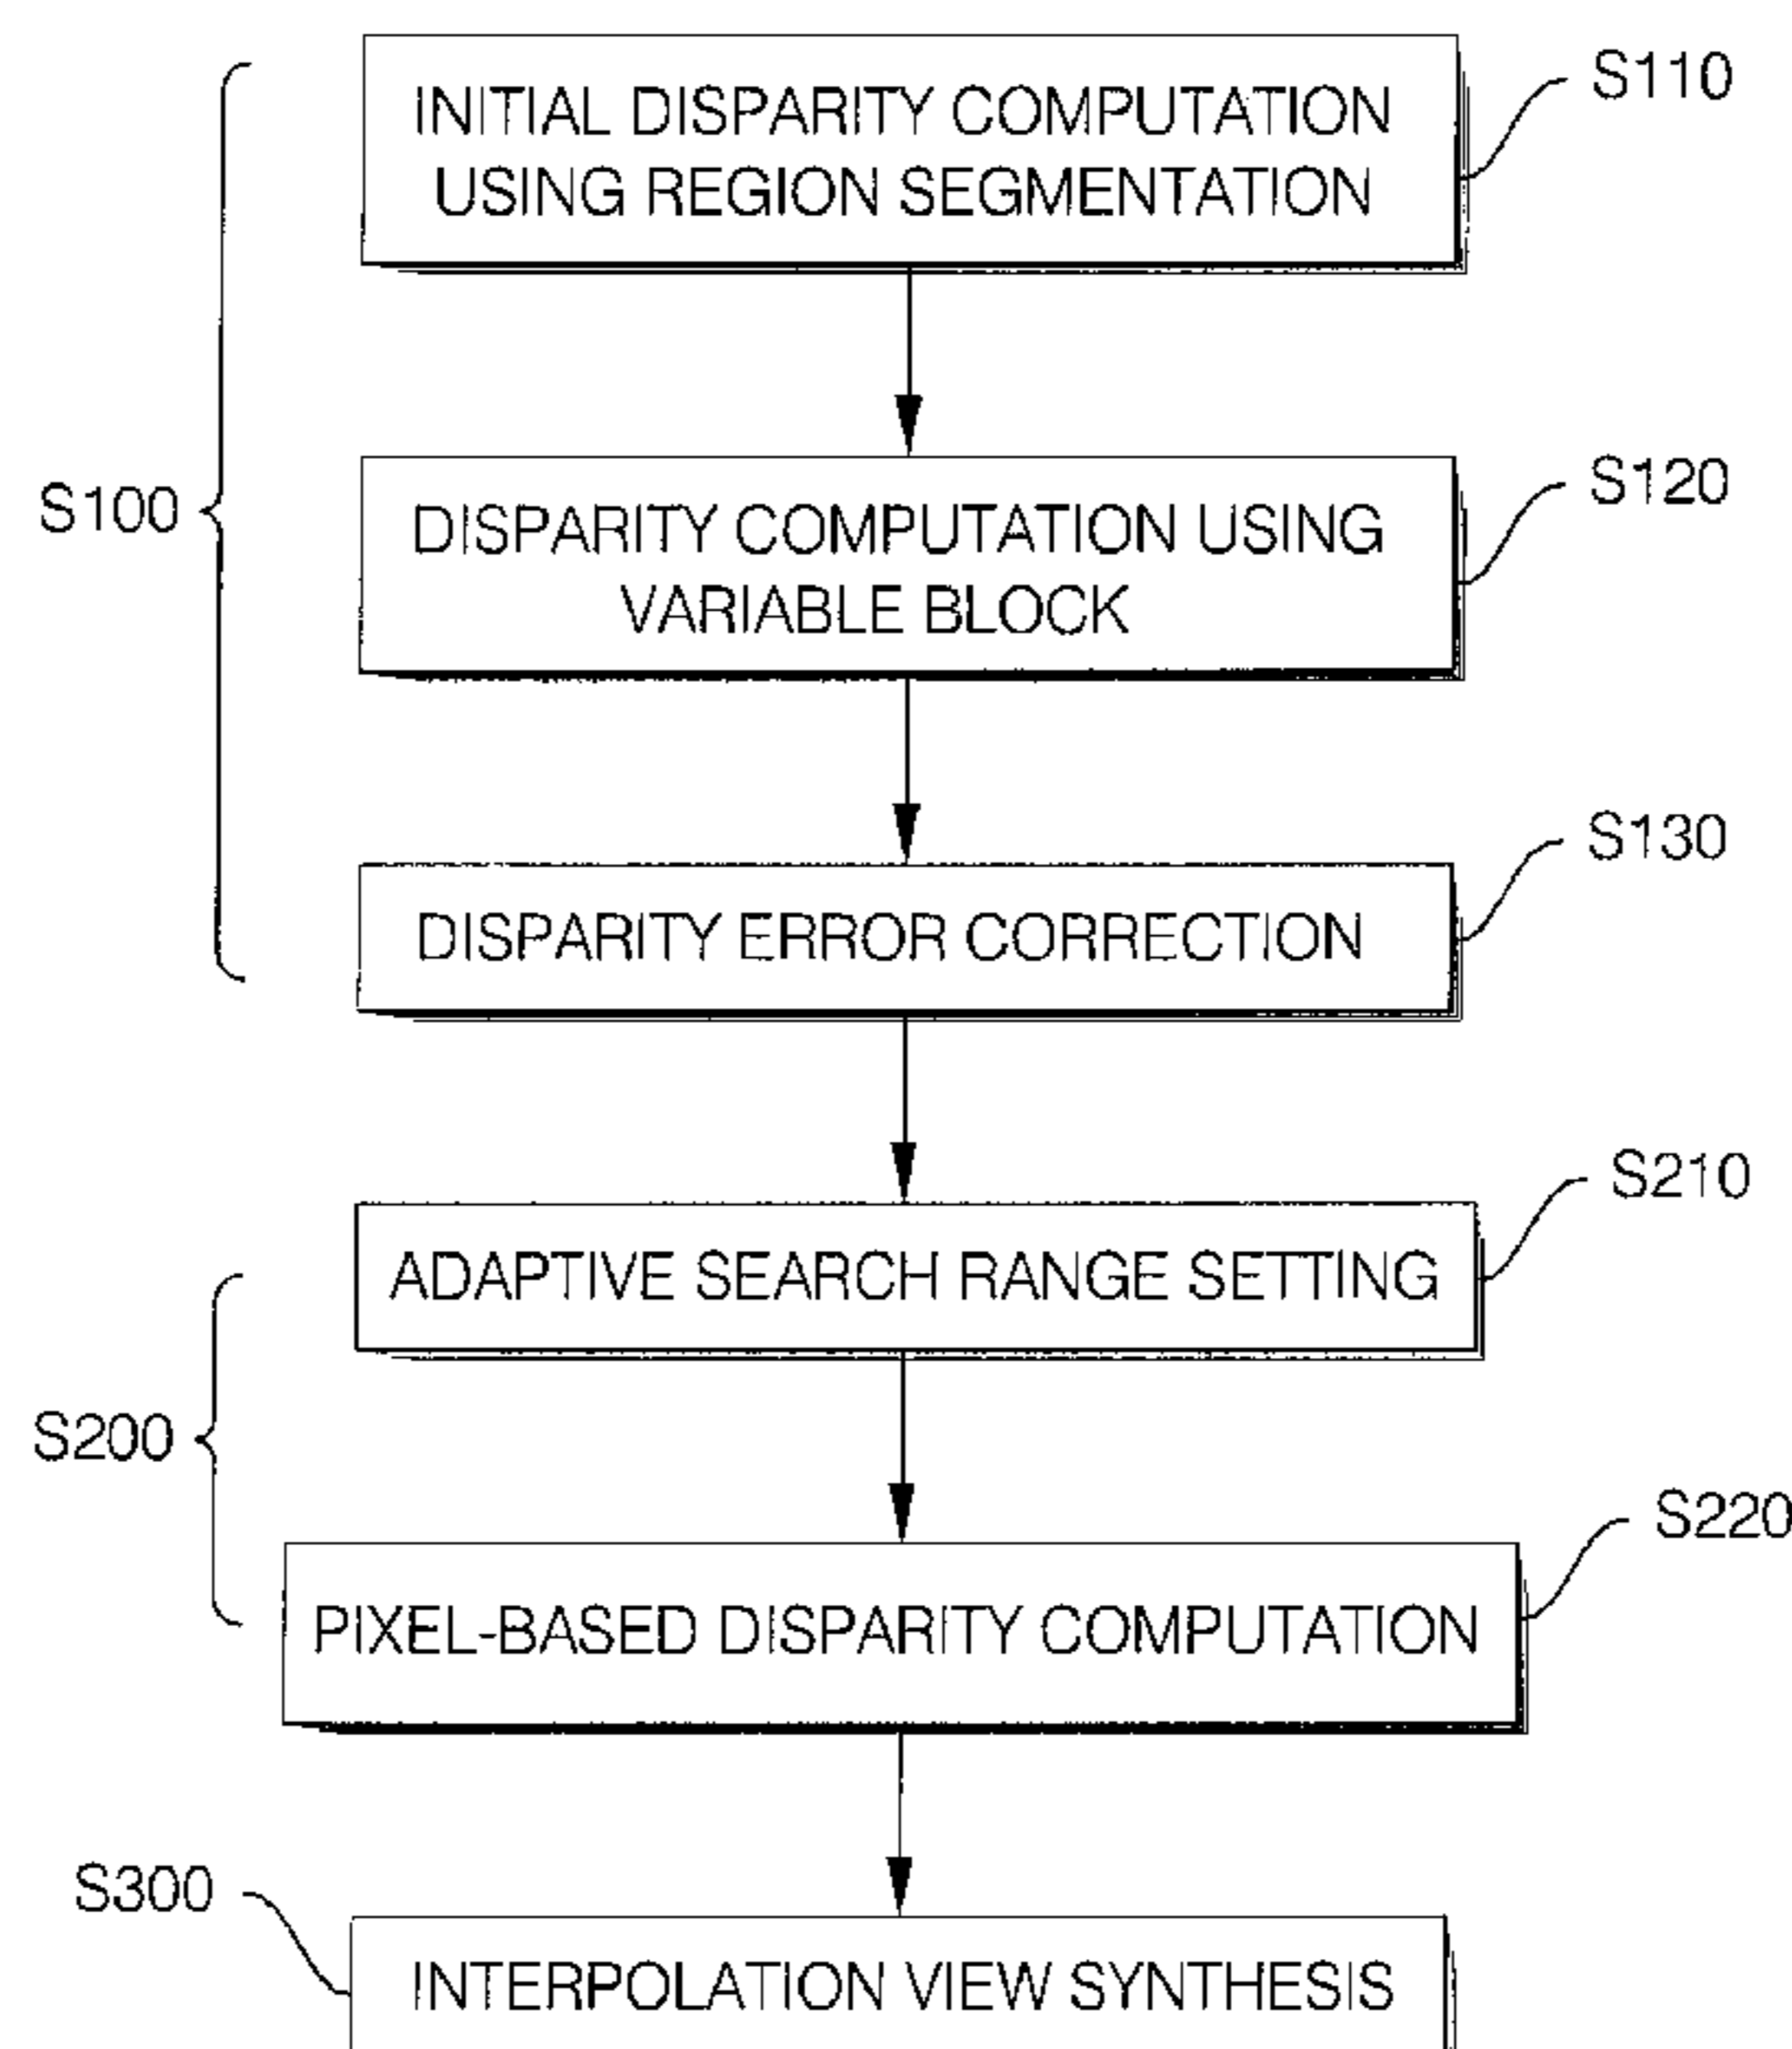 INITIAL DISPARITY COMPUTATION
USING REGION SEGMENTATION
S110
S100
DISPARITY COMPUTATION USING
VARIABLE BLOCK
S120
DISPARITY ERROR CORRECTION
S130
ADAPTIVE SEARCH RANGE SETTING
S210
S200
PIXEL-BASED DISPARITY COMPUTATION
S220
S300
INTERPOLATION VIEW SYNTHESIS